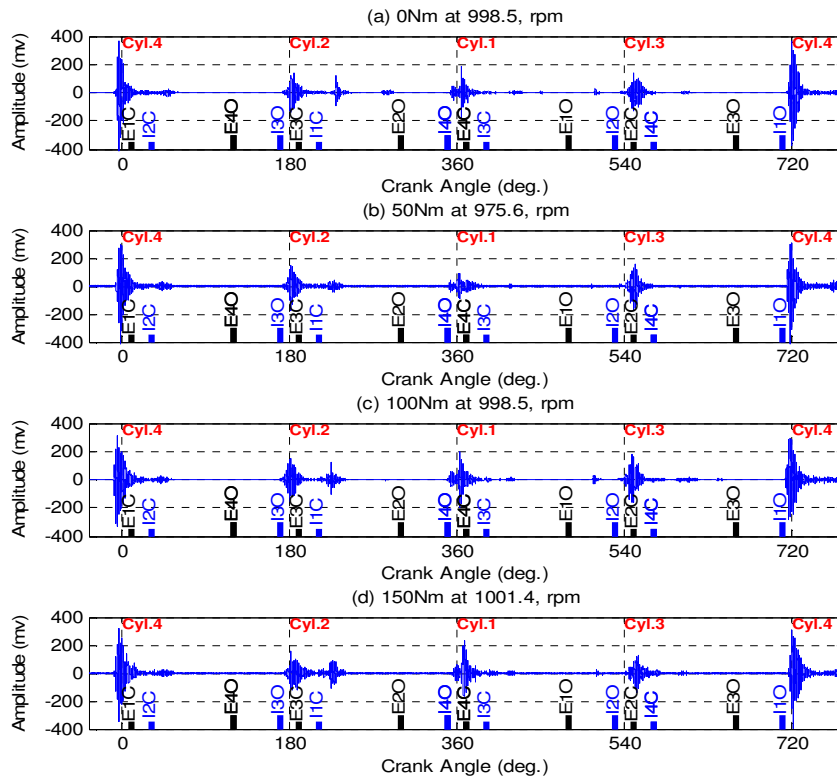 (a) 0Nm at 998.5, rpm
400
200
0
-200
-400
Amplitude (mv)
Cyl.4 Cyl.2 Cyl.1 Cyl.3 Cyl.4
E1C I2C E4O I3O E3C I1C E2O I4O E4C I3C E1O I2O E2C I4C E3O I1O
0 180 360 540 720
Crank Angle (deg.)
(b) 50Nm at 975.6, rpm
400
200
0
-200
-400
Amplitude (mv)
Cyl.4 Cyl.2 Cyl.1 Cyl.3 Cyl.4
E1C I2C E4O I3O E3C I1C E2O I4O E4C I3C E1O I2O E2C I4C E3O I1O
0 180 360 540 720
Crank Angle (deg.)
(c) 100Nm at 998.5, rpm
400
200
0
-200
-400
Amplitude (mv)
Cyl.4 Cyl.2 Cyl.1 Cyl.3 Cyl.4
E1C I2C E4O I3O E3C I1C E2O I4O E4C I3C E1O I2O E2C I4C E3O I1O
0 180 360 540 720
Crank Angle (deg.)
(d) 150Nm at 1001.4, rpm
400
200
0
-200
-400
Amplitude (mv)
Cyl.4 Cyl.2 Cyl.1 Cyl.3 Cyl.4
E1C I2C E4O I3O E3C I1C E2O I4O E4C I3C E1O I2O E2C I4C E3O I1O
0 180 360 540 720
Crank Angle (deg.)